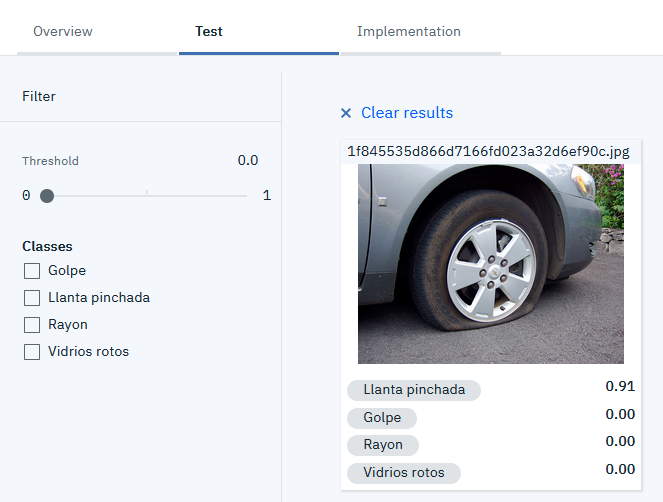 Overview
Test
Implementation
Filter
Threshold
0.0
0
1
Classes
Golpe
Llanta pinchada
Rayon
Vidrios rotos
× Clear results
1f845535d866d7166fd023a32d6ef90c.jpg
Llanta pinchada 0.91
Golpe 0.00
Rayon 0.00
Vidrios rotos 0.00